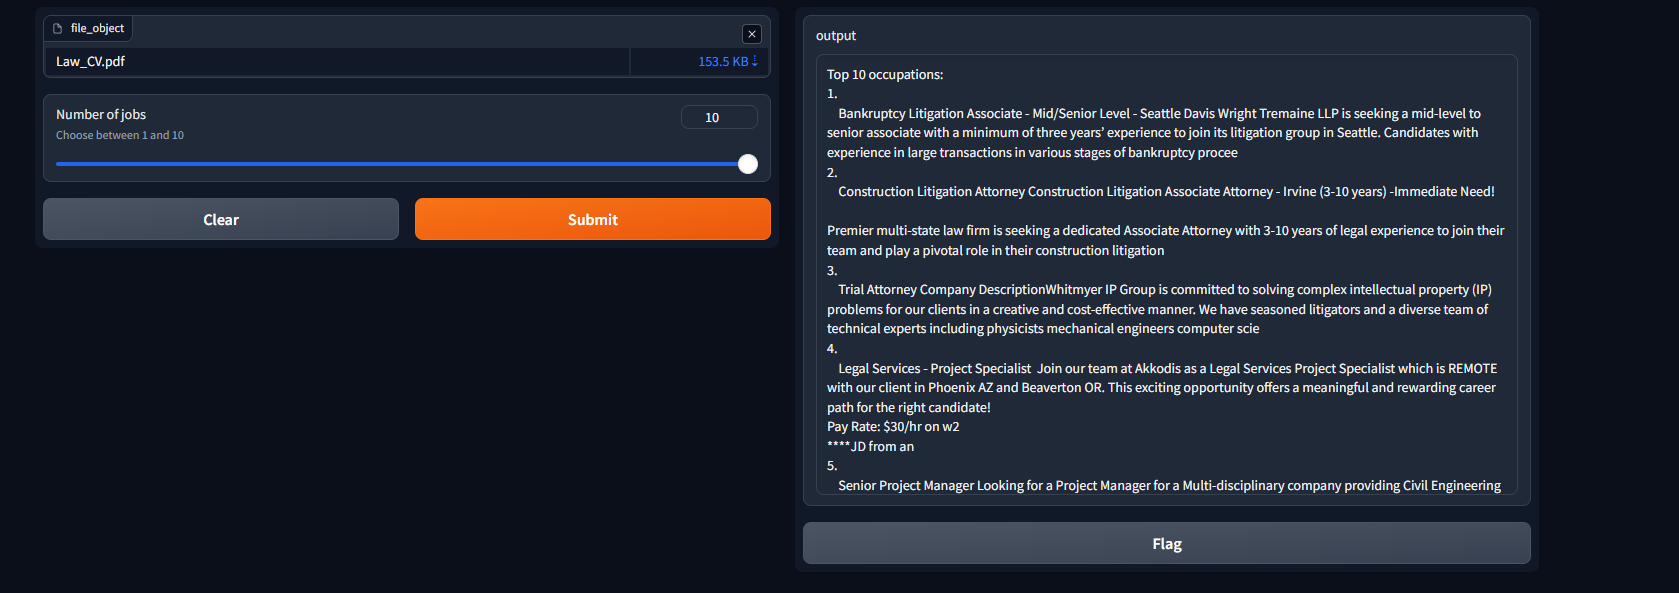 file_object
Law_CV.pdf
153.5 KB↓
Number of jobs
10
Choose between 1 and 10
Clear
Submit
output
Top 10 occupations:
1.
Bankruptcy Litigation Associate - Mid/Senior Level - Seattle Davis Wright Tremaine LLP is seeking a mid-level to
senior associate with a minimum of three years’ experience to join its litigation group in Seattle. Candidates with
experience in large transactions in various stages of bankruptcy procee
2.
Construction Litigation Attorney Construction Litigation Associate Attorney - Irvine (3-10 years) -Immediate Need!
Premier multi-state law firm is seeking a dedicated Associate Attorney with 3-10 years of legal experience to join their
team and play a pivotal role in their construction litigation
3.
Trial Attorney Company DescriptionWhitmyer IP Group is committed to solving complex intellectual property (IP)
problems for our clients in a creative and cost-effective manner. We have seasoned litigators and a diverse team of
technical experts including physicists mechanical engineers computer scie
4.
Legal Services - Project Specialist  Join our team at Akkodis as a Legal Services Project Specialist which is REMOTE
with our client in Phoenix AZ and Beaverton OR. This exciting opportunity offers a meaningful and rewarding career
path for the right candidate!
Pay Rate: $30/hr on w2
****JD from an
5.
Senior Project Manager Looking for a Project Manager for a Multi-disciplinary company providing Civil Engineering
Flag